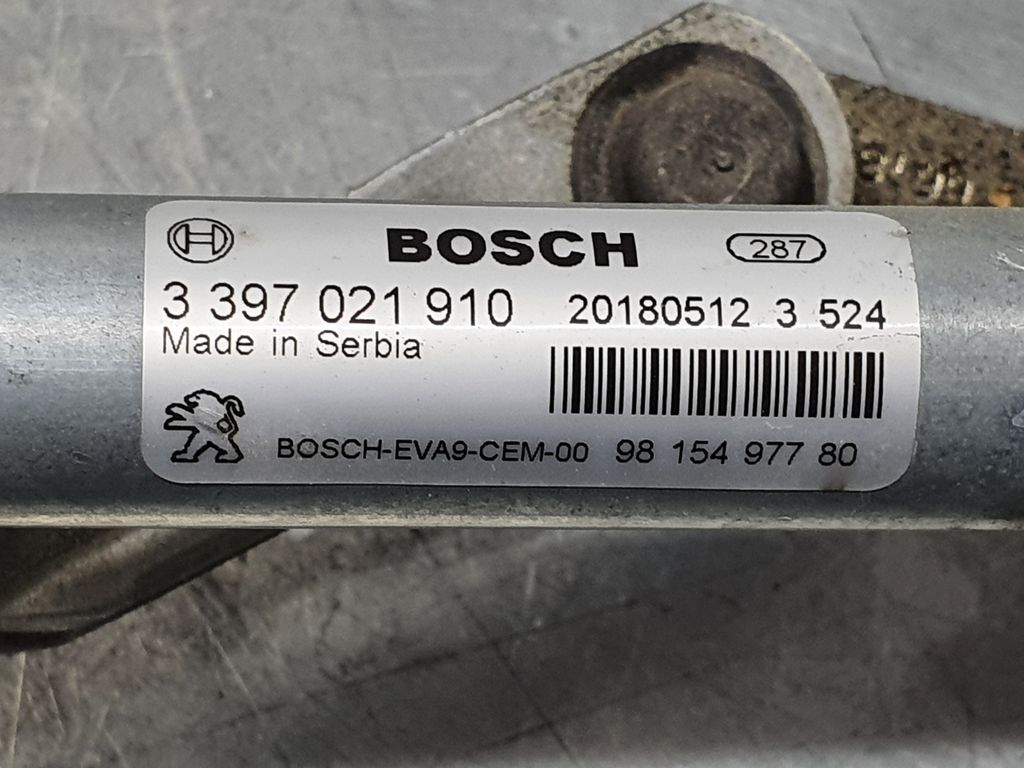 BOSCH 287
3 397 021 910 20180512 3 524
Made in Serbia
BOSCH-EVA9-CEM-00 98 154 977 80